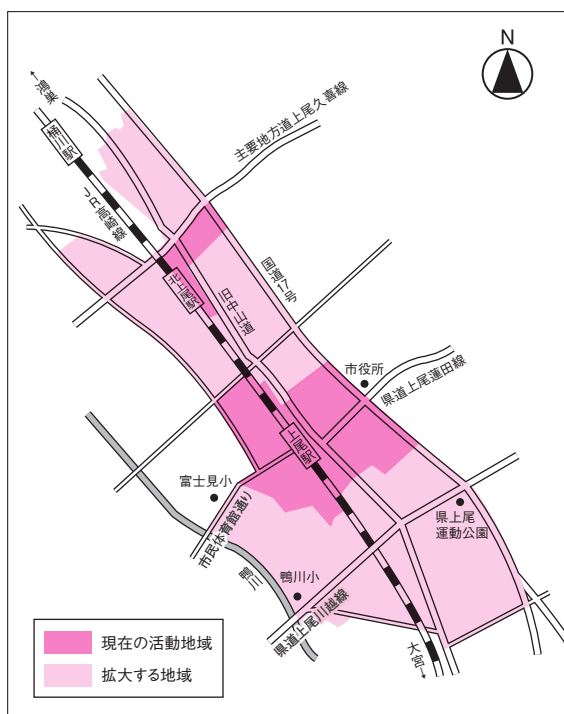 N
←鴻巣
桶川駅
JR高崎線
主要地方道上尾久喜線
北上尾駅
旧中山道
国道17号
市役所
県道上尾蓮田線
上尾駅
富士見小
市民体育館通り
県上尾
運動公園
鴨川
鴨川小
県道上尾川越線
大宮→
現在の活動地域
拡大する地域